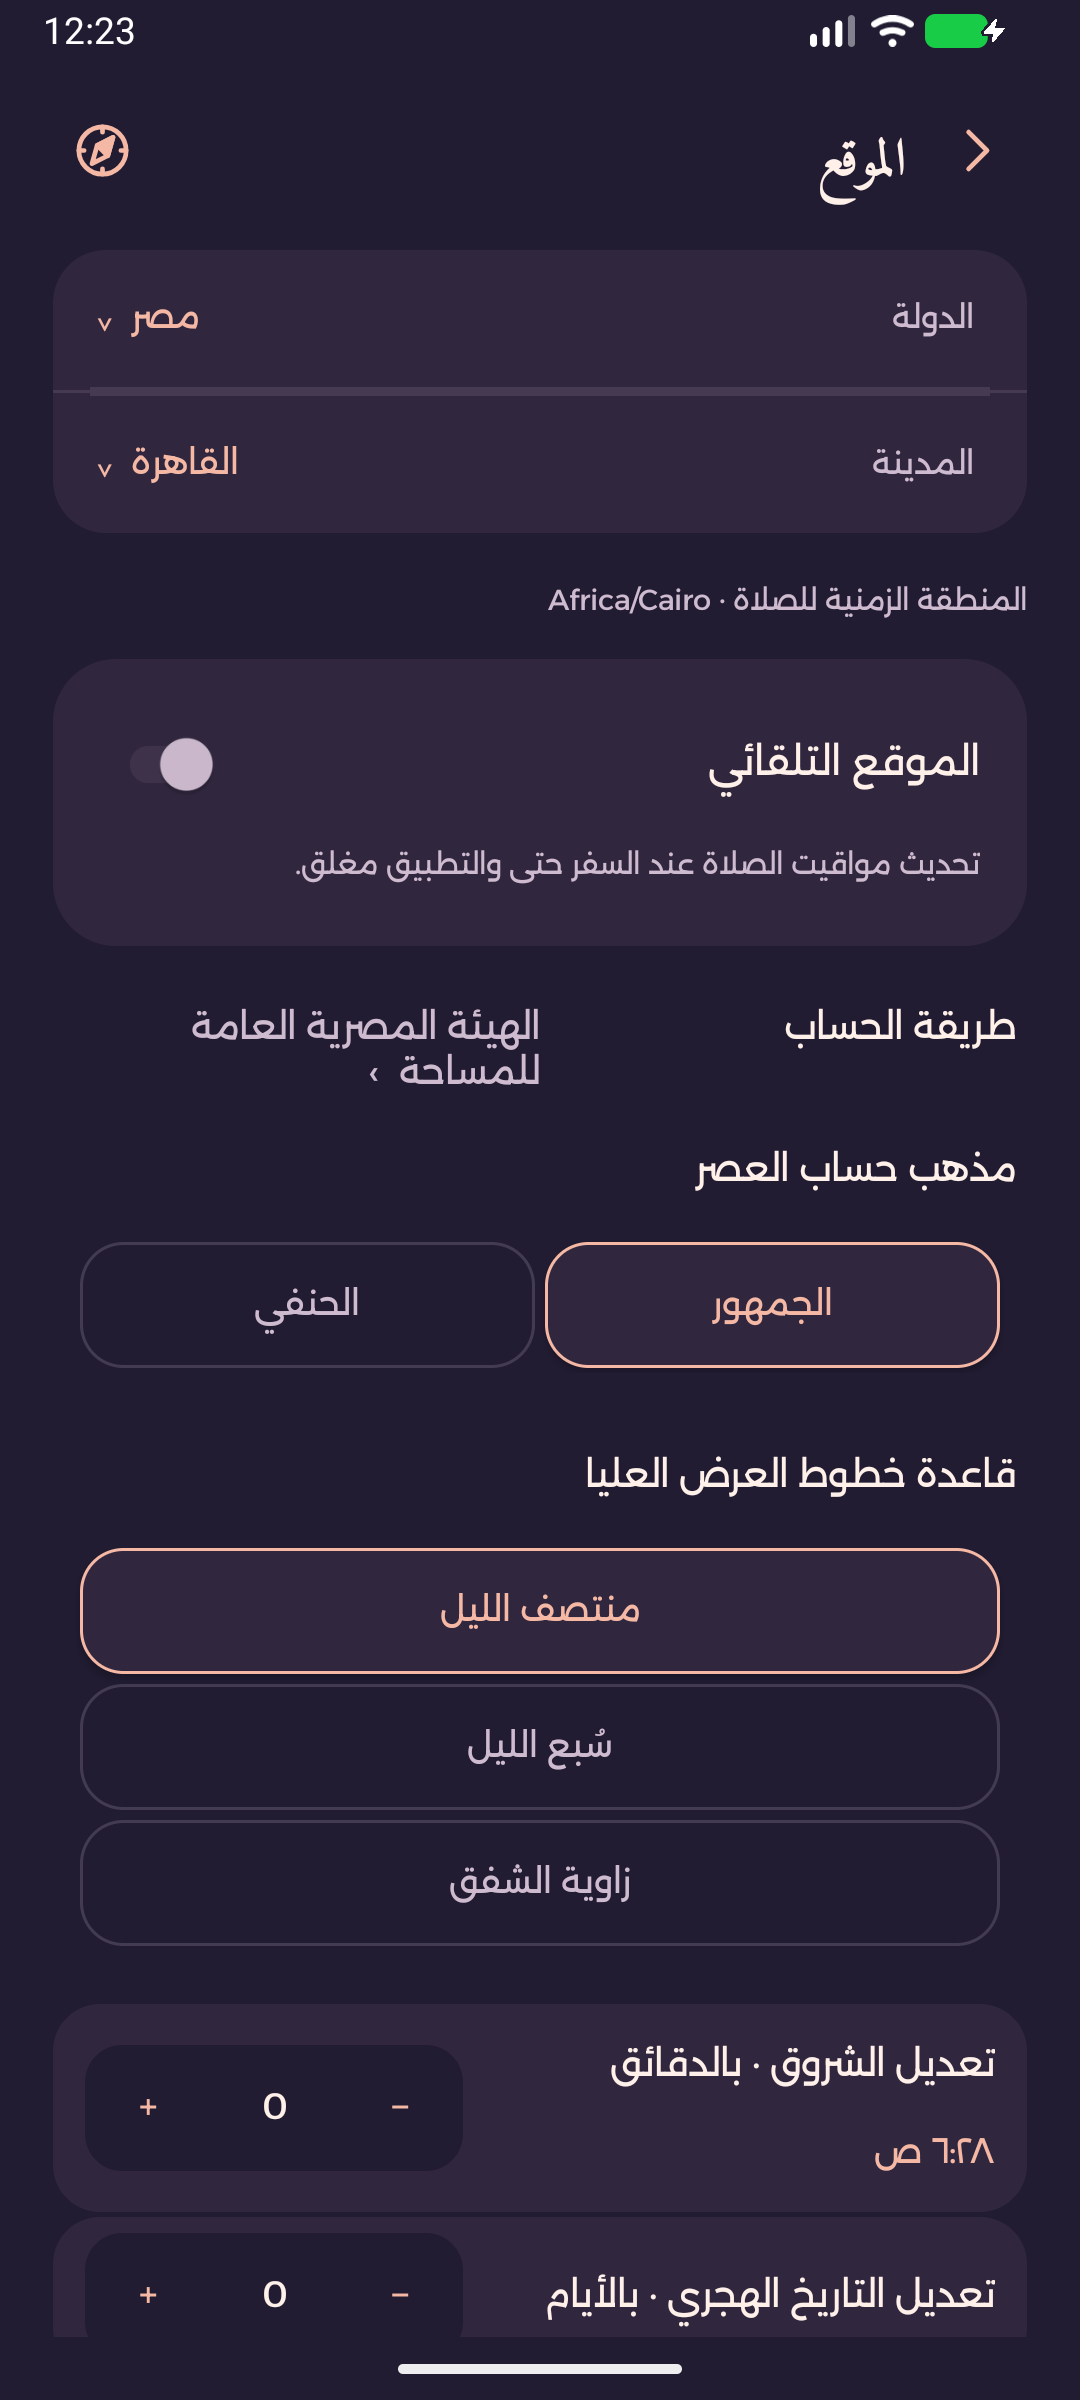 12:23
الموقع
الدولة
مصر
المدينة
القاهرة
المنطقة الزمنية للصلاة · Africa/Cairo
الموقع التلقائي
تحديث مواقيت الصلاة عند السفر حتى والتطبيق مغلق.
طريقة الحساب
الهيئة المصرية العامة
للمساحة ›
مذهب حساب العصر
الجمهور
الحنفي
قاعدة خطوط العرض العليا
منتصف الليل
سُبع الليل
زاوية الشفق
تعديل الشروق · بالدقائق
− 0 +
٦:٢٨ ص
تعديل التاريخ الهجري · بالأيام
− 0 +